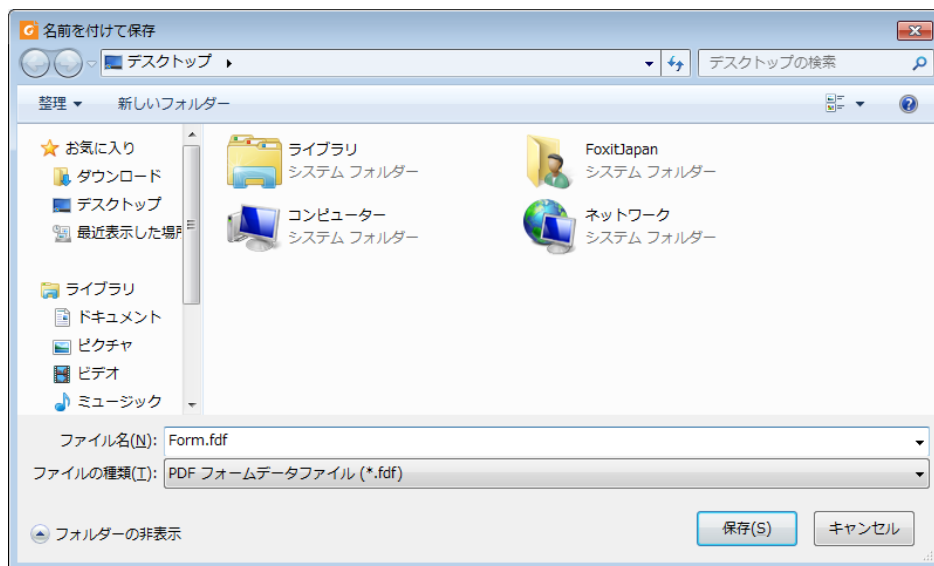 名前を付けて保存
デスクトップ
デスクトップの検索
整理
新しいフォルダー
お気に入り
ダウンロード
デスクトップ
最近表示した場所
ライブラリ
ドキュメント
ピクチャ
ビデオ
ミュージック
ライブラリ
システム フォルダー
FoxitJapan
システム フォルダー
コンピューター
システム フォルダー
ネットワーク
システム フォルダー
ファイル名(N): Form.fdf
ファイルの種類(T): PDF フォームデータファイル (*.fdf)
フォルダーの非表示
保存(S)
キャンセル